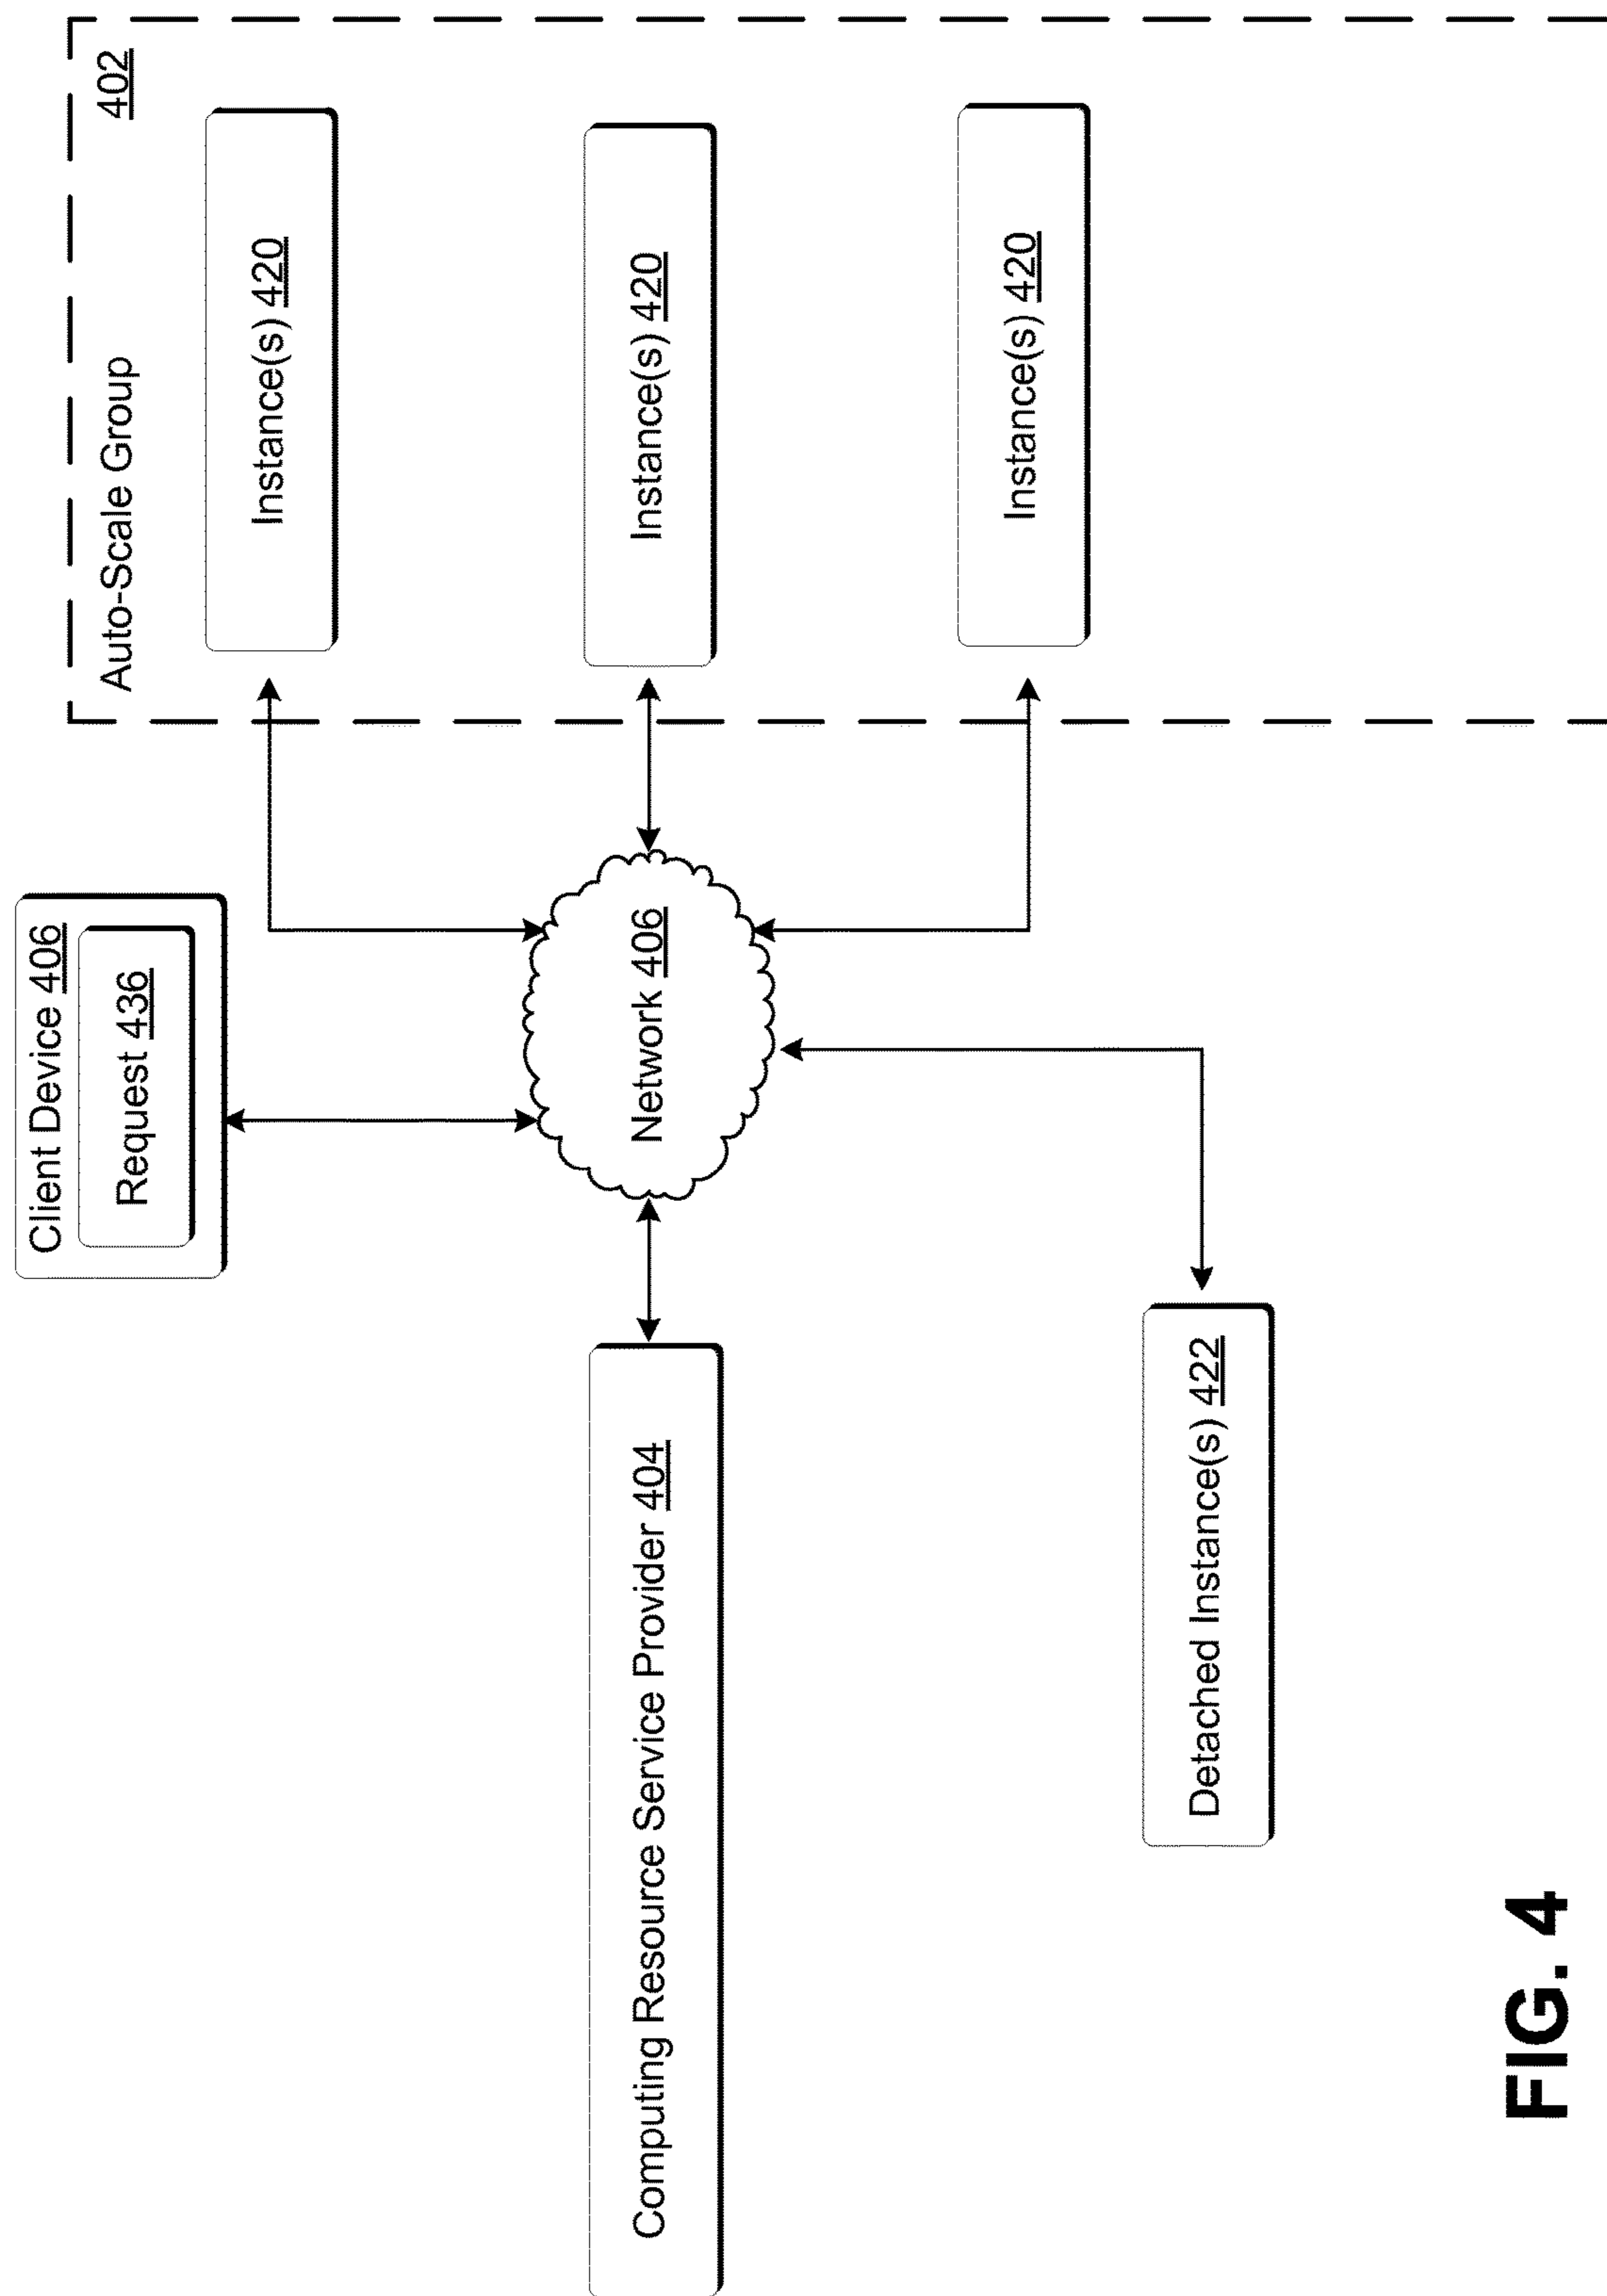 Client Device 406
Request 436
Auto-Scale Group
402
Instance(s) 420
Computing Resource Service Provider 404
Network 406
Instance(s) 420
Instance(s) 420
Detached Instance(s) 422
FIG. 4